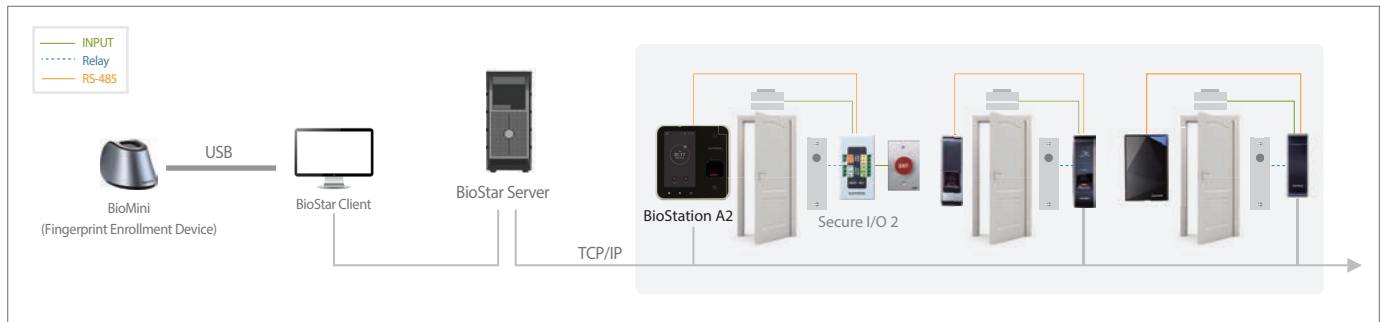 INPUT
Relay
RS-485
USB
BioMini
(Fingerprint Enrollment Device)
BioStar Client
BioStar Server
TCP/IP
BioStation A2
Secure I/O 2
EXIT